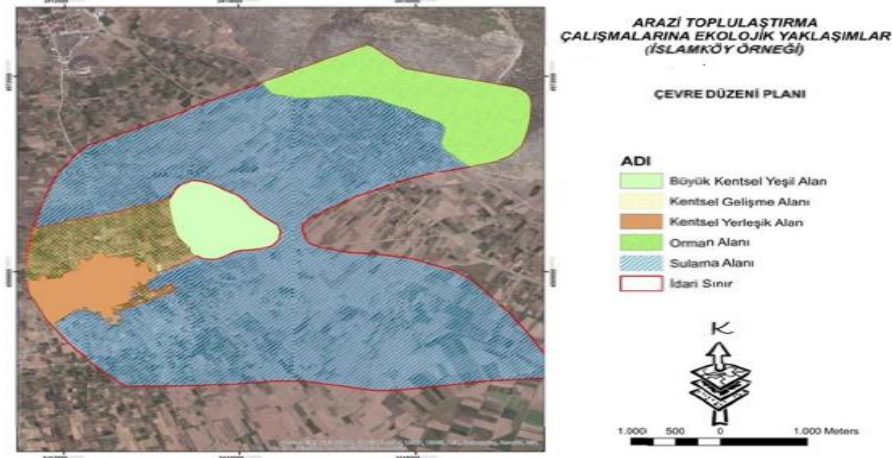 ARAZİ TOPLULAŞTIRMA
ÇALIŞMALARINA EKOLOJİK YAKLAŞIMLAR
(İSLAMKÖY ÖRNEĞİ)
ÇEVRE DÜZENİ PLANI
ADI
Büyük Kentsel Yeşil Alan
Kentsel Gelişme Alanı
Kentsel Yerleşik Alan
Orman Alanı
Sulama Alanı
İdari Sınır
K
1.000 500 0 1.000 Meters